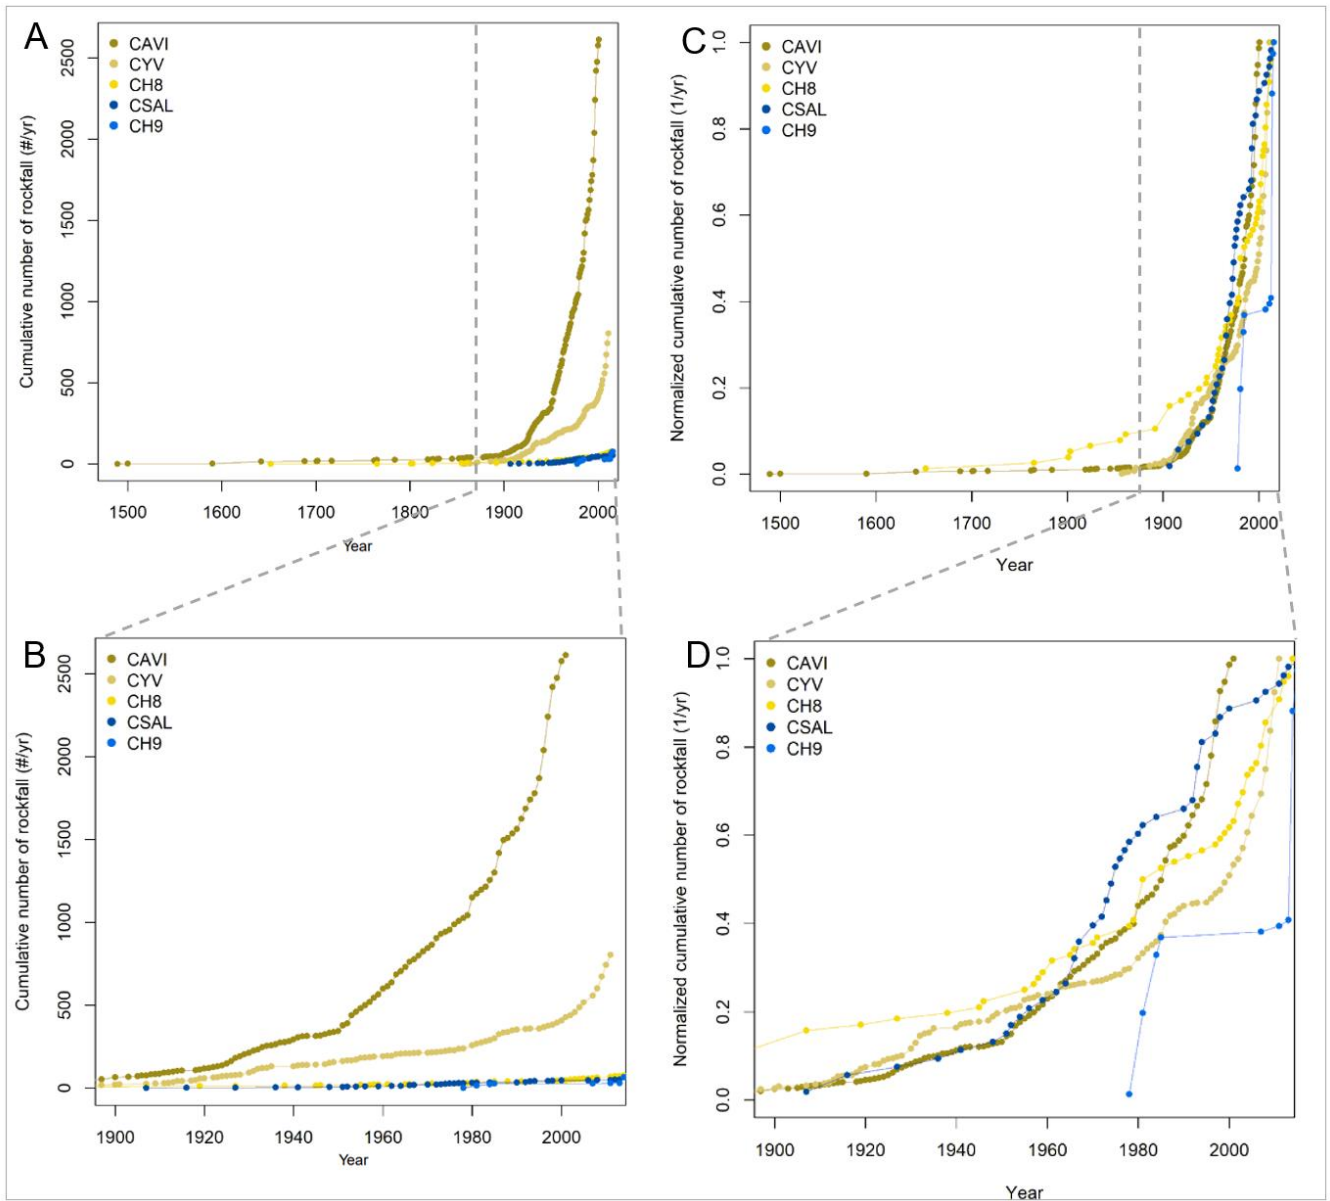 A
CAVI
CYV
CH8
CSAL
CH9
Cumulative number of rockfall (#/yr)
0 500 1000 1500 2000 2500
1500 1600 1700 1800 1900 2000
Year
C
CAVI
CYV
CH8
CSAL
CH9
Normalized cumulative number of rockfall (1/yr)
0.0 0.2 0.4 0.6 0.8 1.0
1500 1600 1700 1800 1900 2000
Year
B
CAVI
CYV
CH8
CSAL
CH9
Cumulative number of rockfall (#/yr)
0 500 1000 1500 2000 2500
1900 1920 1940 1960 1980 2000
Year
D
CAVI
CYV
CH8
CSAL
CH9
Normalized cumulative number of rockfall (1/yr)
0.0 0.2 0.4 0.6 0.8 1.0
1900 1920 1940 1960 1980 2000
Year